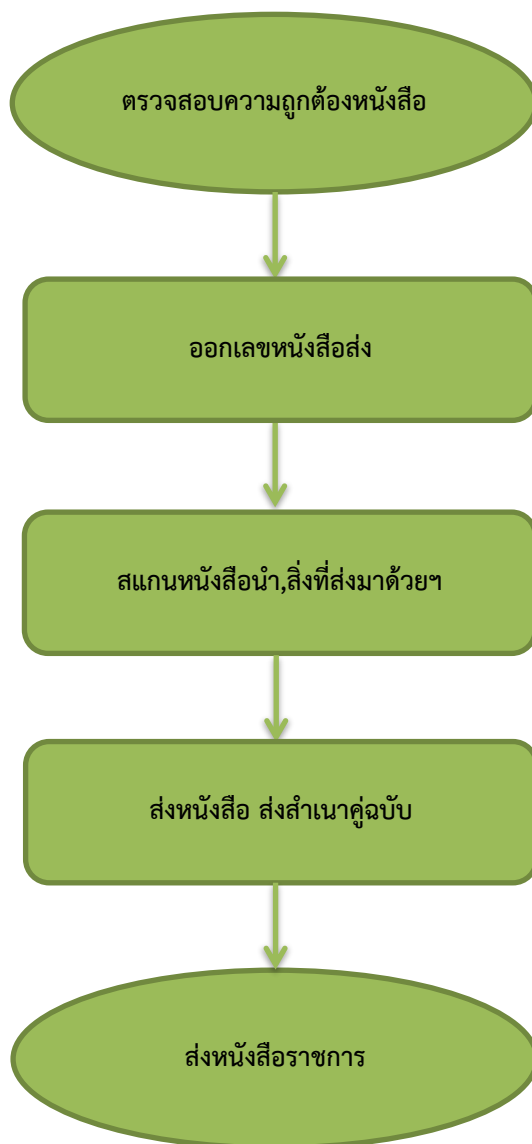 ตรวจสอบความถูกต้องหนังสือ
ออกเลขหนังสือส่ง
สแกนหนังสือนำ,สิ่งที่ส่งมาด้วยฯ
ส่งหนังสือ ส่งสำเนาคู่ฉบับ
ส่งหนังสือราชการ